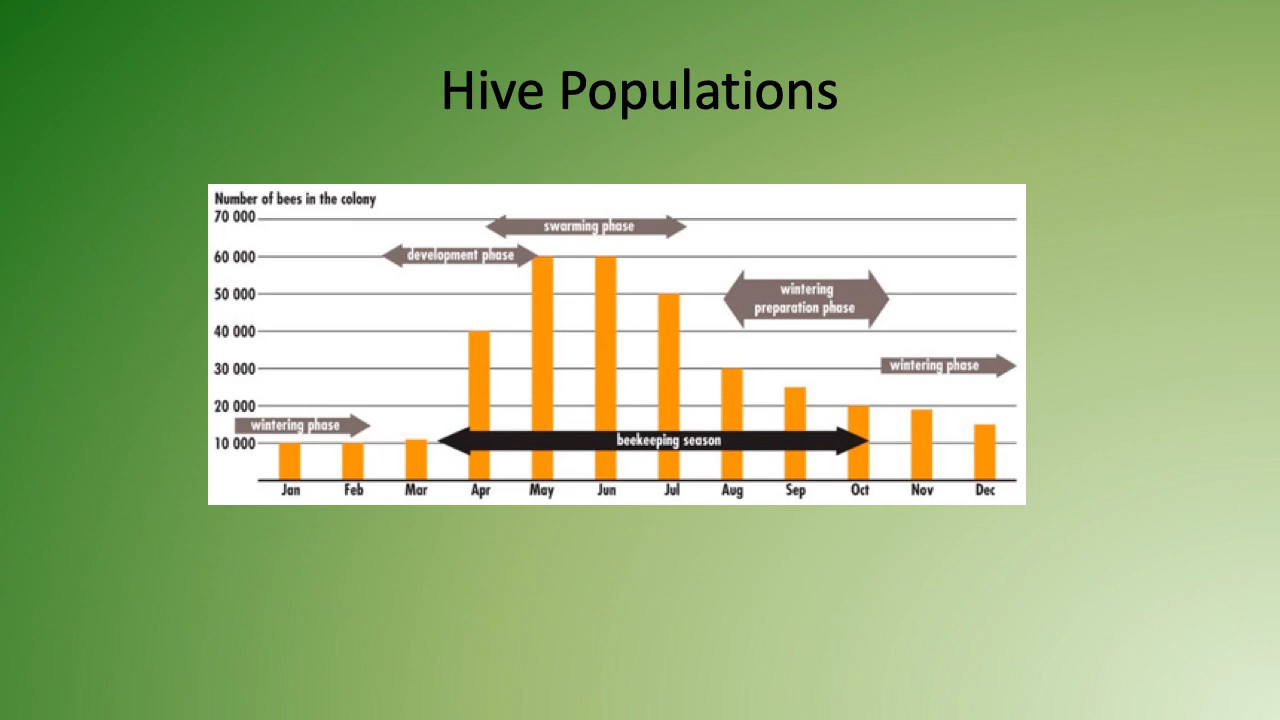 Hive Populations
Number of bees in the colony
70 000
swarming phase
60 000
development phase
50 000
wintering
preparation phase
40 000
30 000
wintering phase
20 000
wintering phase
10 000
beekeeping season
Jan Feb Mar Apr May Jun Jul Aug Sep Oct Nov Dec